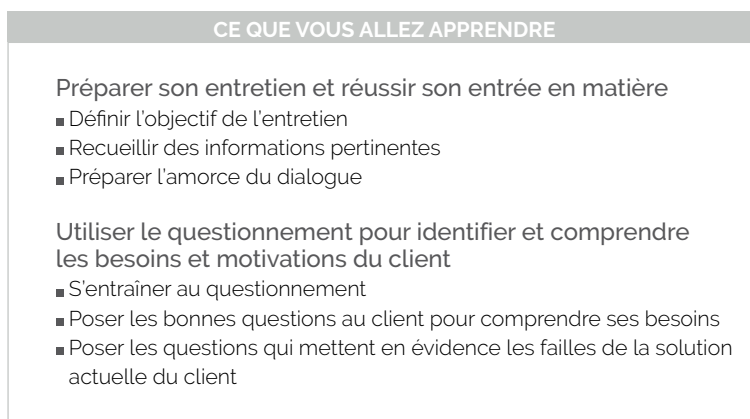 CE QUE VOUS ALLEZ APPRENDRE
Préparer son entretien et réussir son entrée en matière
▪ Définir l’objectif de l’entretien
▪ Recueillir des informations pertinentes
▪ Préparer l’amorce du dialogue
Utiliser le questionnement pour identifier et comprendre
les besoins et motivations du client
▪ S’entraîner au questionnement
▪ Poser les bonnes questions au client pour comprendre ses besoins
▪ Poser les questions qui mettent en évidence les failles de la solution
actuelle du client